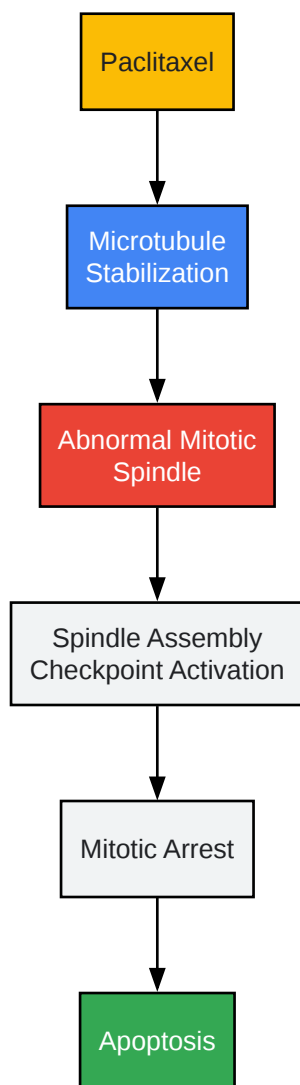 Paclitaxel
Microtubule
Stabilization
Abnormal Mitotic
Spindle
Spindle Assembly
Checkpoint Activation
Mitotic Arrest
Apoptosis